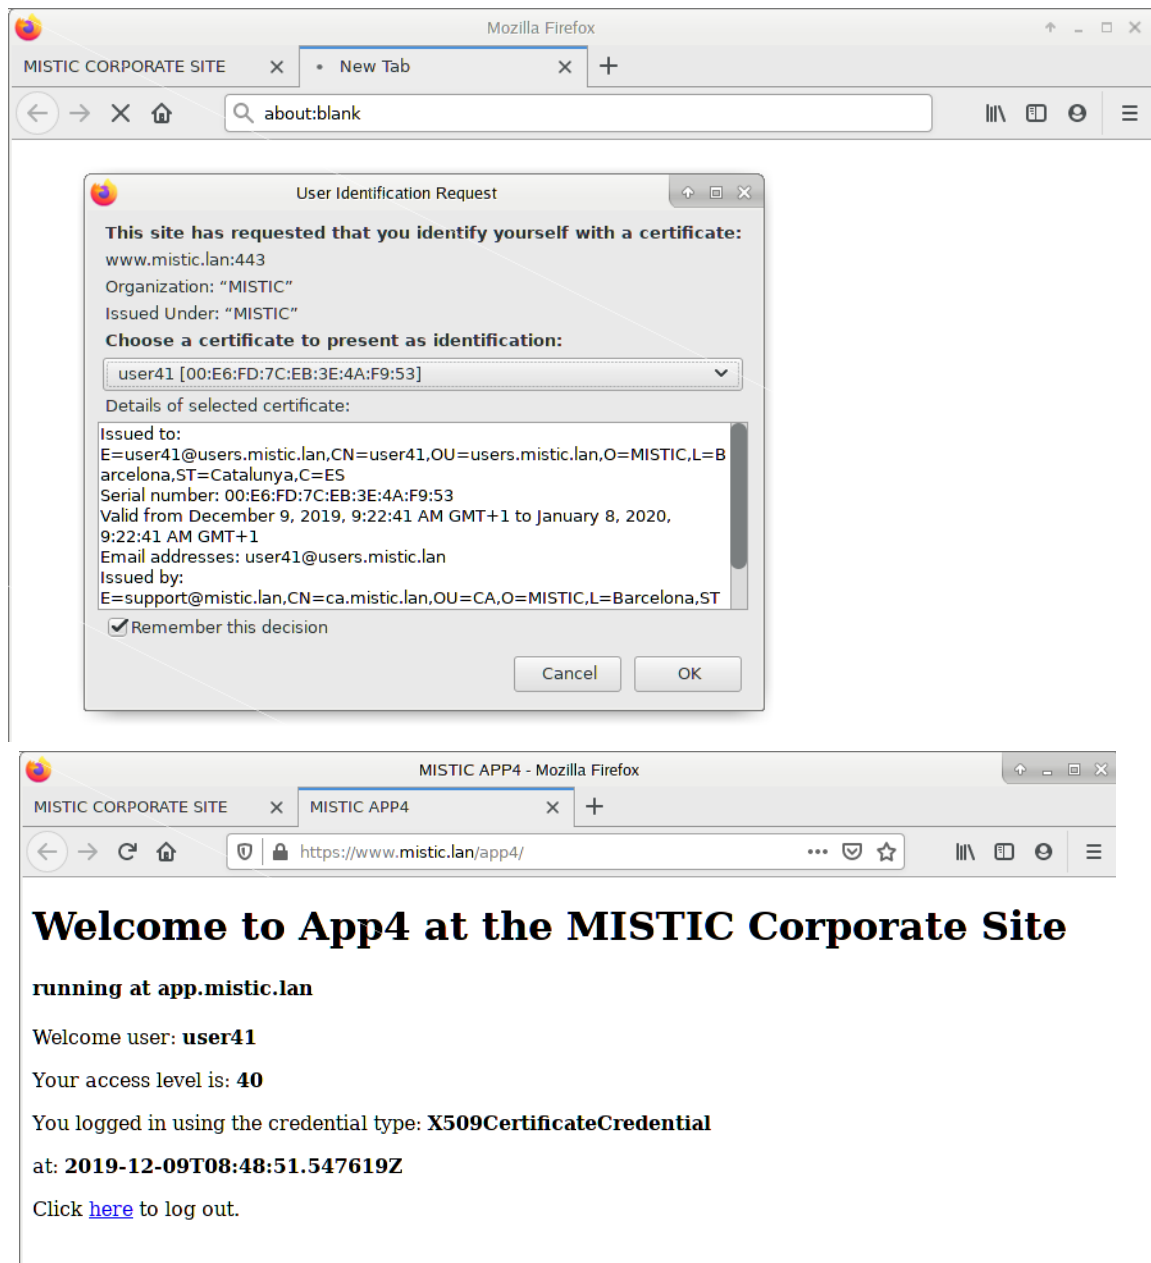 Mozilla Firefox
MISTIC CORPORATE SITE
New Tab
about:blank
User Identification Request
This site has requested that you identify yourself with a certificate:
www.mistic.lan:443
Organization: “MISTIC”
Issued Under: “MISTIC”
Choose a certificate to present as identification:
user41 [00:E6:FD:7C:EB:3E:4A:F9:53]
Details of selected certificate:
Issued to:
E=user41@users.mistic.lan,CN=user41,OU=users.mistic.lan,O=MISTIC,L=B
arcelona,ST=Catalunya,C=ES
Serial number: 00:E6:FD:7C:EB:3E:4A:F9:53
Valid from December 9, 2019, 9:22:41 AM GMT+1 to January 8, 2020,
9:22:41 AM GMT+1
Email addresses: user41@users.mistic.lan
Issued by:
E=support@mistic.lan,CN=ca.mistic.lan,OU=CA,O=MISTIC,L=Barcelona,ST
Remember this decision
Cancel OK
MISTIC APP4 - Mozilla Firefox
MISTIC CORPORATE SITE
MISTIC APP4
https://www.mistic.lan/app4/
Welcome to App4 at the MISTIC Corporate Site
running at app.mistic.lan
Welcome user: user41
Your access level is: 40
You logged in using the credential type: X509CertificateCredential
at: 2019-12-09T08:48:51.547619Z
Click here to log out.